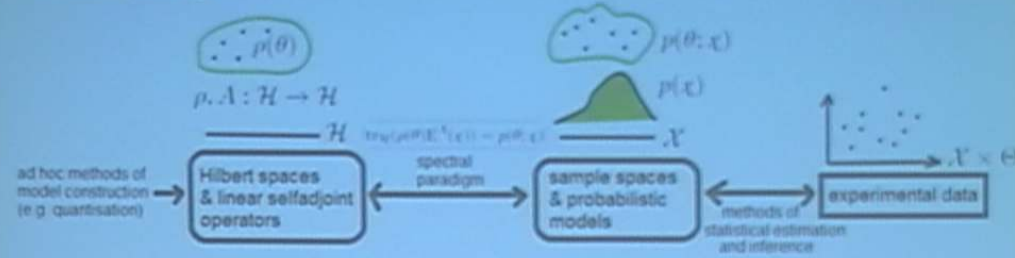 ρ(θ)
p(θ; χ)
ρ, A : H → H
p(χ)
H
X
X × Θ
ad hoc methods of
model construction
(e.g. quantisation)
Hilbert spaces
& linear selfadjoint
operators
spectral
paradigm
sample spaces
& probabilistic
models
methods of
statistical estimation
and inference
experimental data